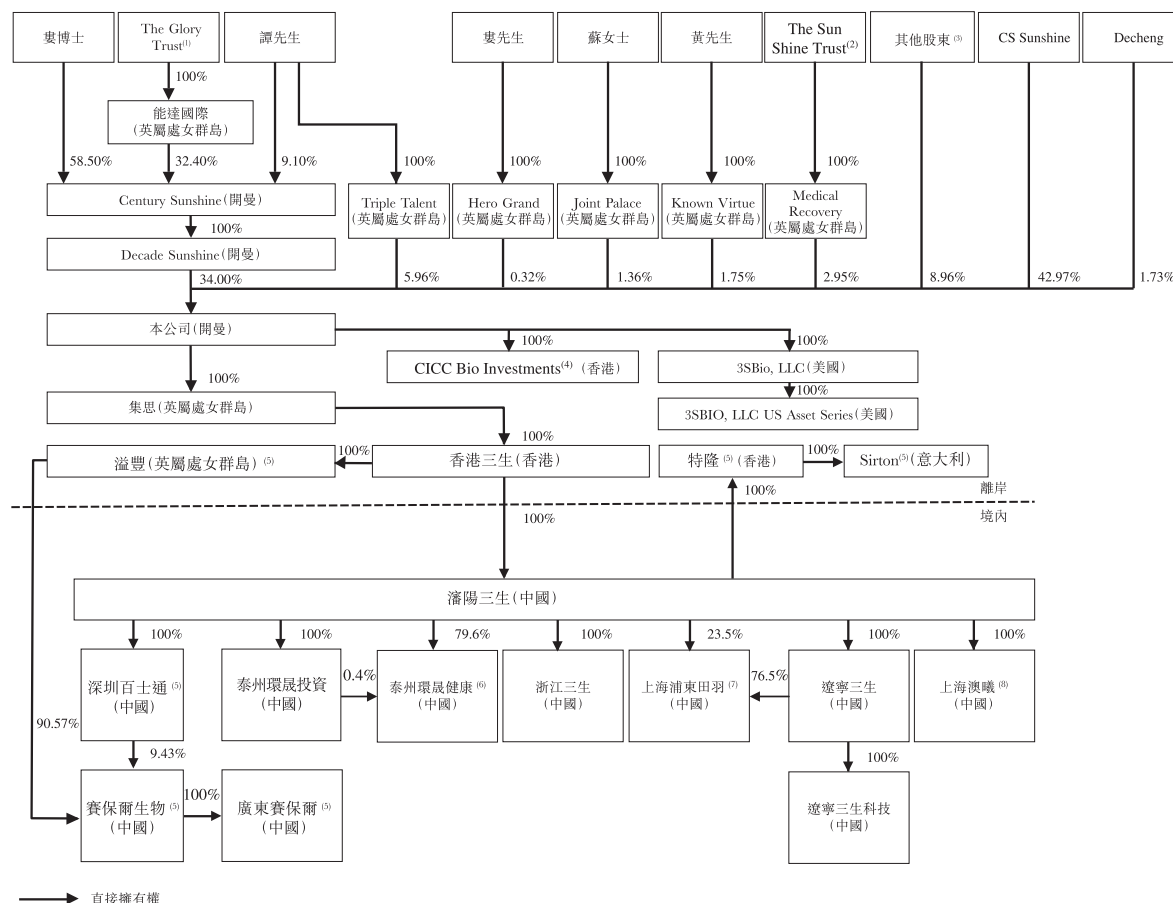 婁博士
The Glory
Trust(1)
譚先生
婁先生
蘇女士
黃先生
The Sun
Shine Trust(2)
其他股東(3)
CS Sunshine
Decheng
100%
能達國際
(英屬處女群島)
58.50%
32.40%
9.10%
100%
100%
100%
100%
100%
Century Sunshine(開曼)
Triple Talent
(英屬處女群島)
Hero Grand
(英屬處女群島)
Joint Palace
(英屬處女群島)
Known Virtue
(英屬處女群島)
Medical
Recovery
(英屬處女群島)
100%
Decade Sunshine(開曼)
34.00%
5.96%
0.32%
1.36%
1.75%
2.95%
8.96%
42.97%
1.73%
本公司(開曼)
100%
100%
CICC Bio Investments(4) (香港)
3SBio, LLC(美國)
100%
100%
集思(英屬處女群島)
3SBIO, LLC US Asset Series(美國)
100%
溢豐(英屬處女群島)(5)
100%
香港三生(香港)
特隆(5)(香港)
100%
Sirton(5)(意大利)
100%
離岸
境內
100%
瀋陽三生(中國)
100%
100%
79.6%
100%
23.5%
100%
100%
深圳百士通(5)
(中國)
泰州環晟投資
(中國)
0.4%
泰州環晟健康(6)
(中國)
浙江三生
(中國)
上海浦東田羽(7)
(中國)
76.5%
遼寧三生
(中國)
上海澳曦(8)
(中國)
90.57%
9.43%
100%
賽保爾生物(5)
(中國)
100%
廣東賽保爾(5)
(中國)
遼寧三生科技
(中國)
直接擁有權